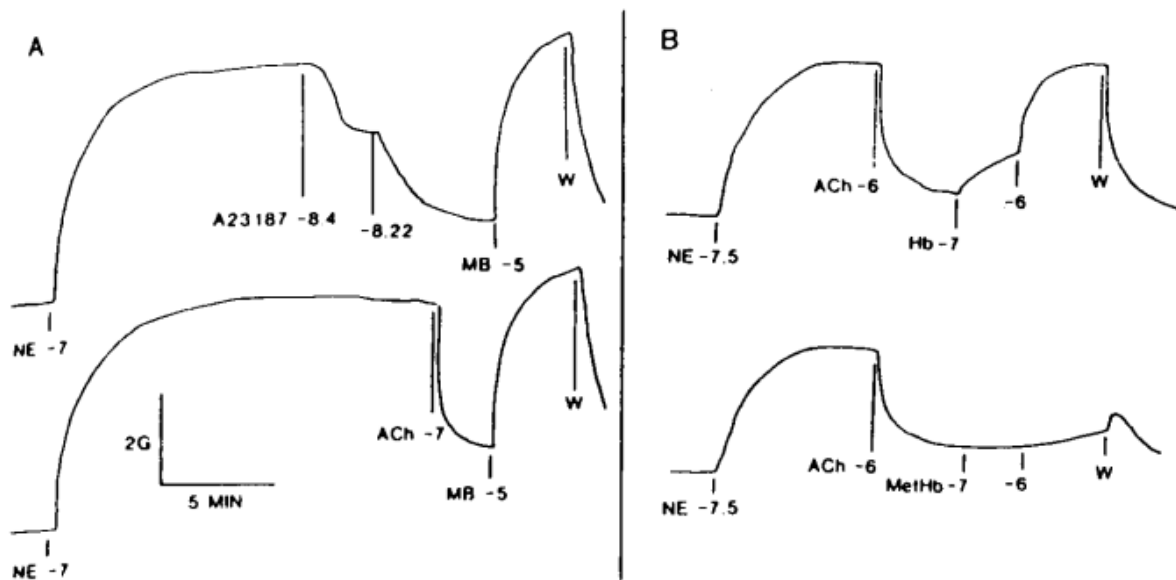 A
A23187 -8.4
-8.22
MB -5
W
NE -7
2G
5 MIN
ACh -7
MB -5
W
NE -7
B
ACh -6
Hb -7
-6
W
NE -7.5
ACh -6
MetHb -7
-6
W
NE -7.5